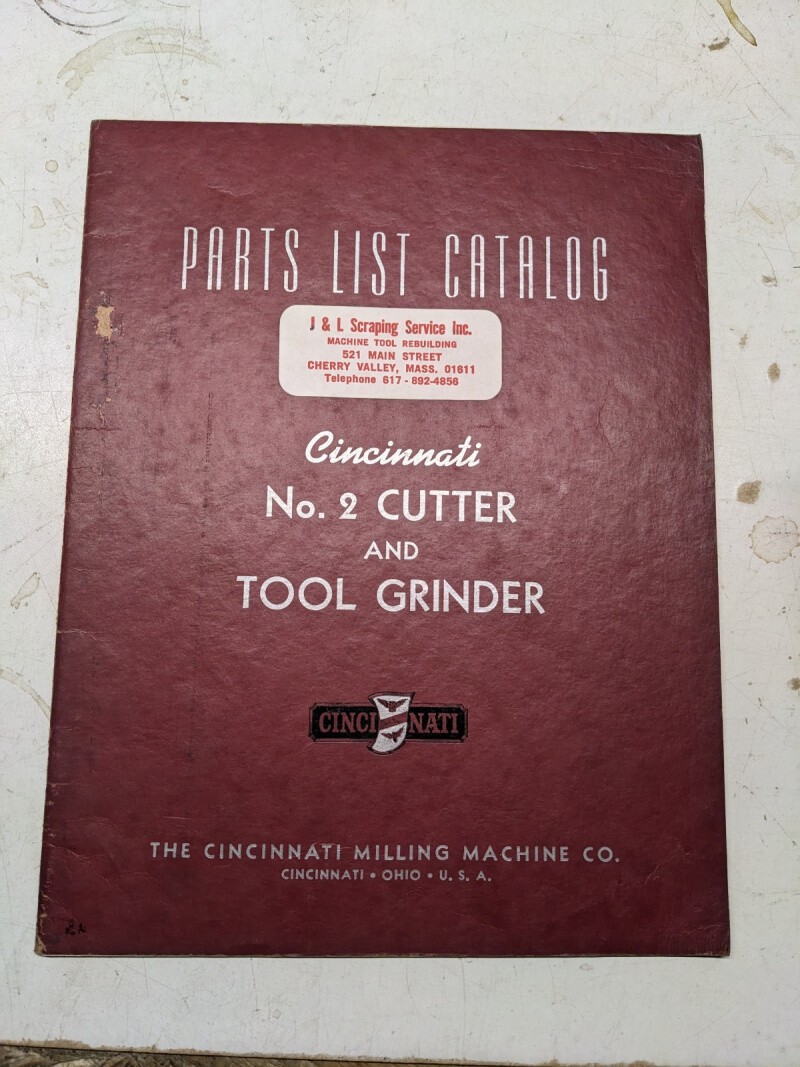 PARTS LIST CATALOG
J & L Scraping Service Inc.
MACHINE TOOL REBUILDING
521 MAIN STREET
CHERRY VALLEY, MASS. 01611
Telephone 617 - 892-4856
Cincinnati
No. 2 CUTTER
AND
TOOL GRINDER
CINCINNATI
THE CINCINNATI MILLING MACHINE CO.
CINCINNATI • OHIO • U. S. A.